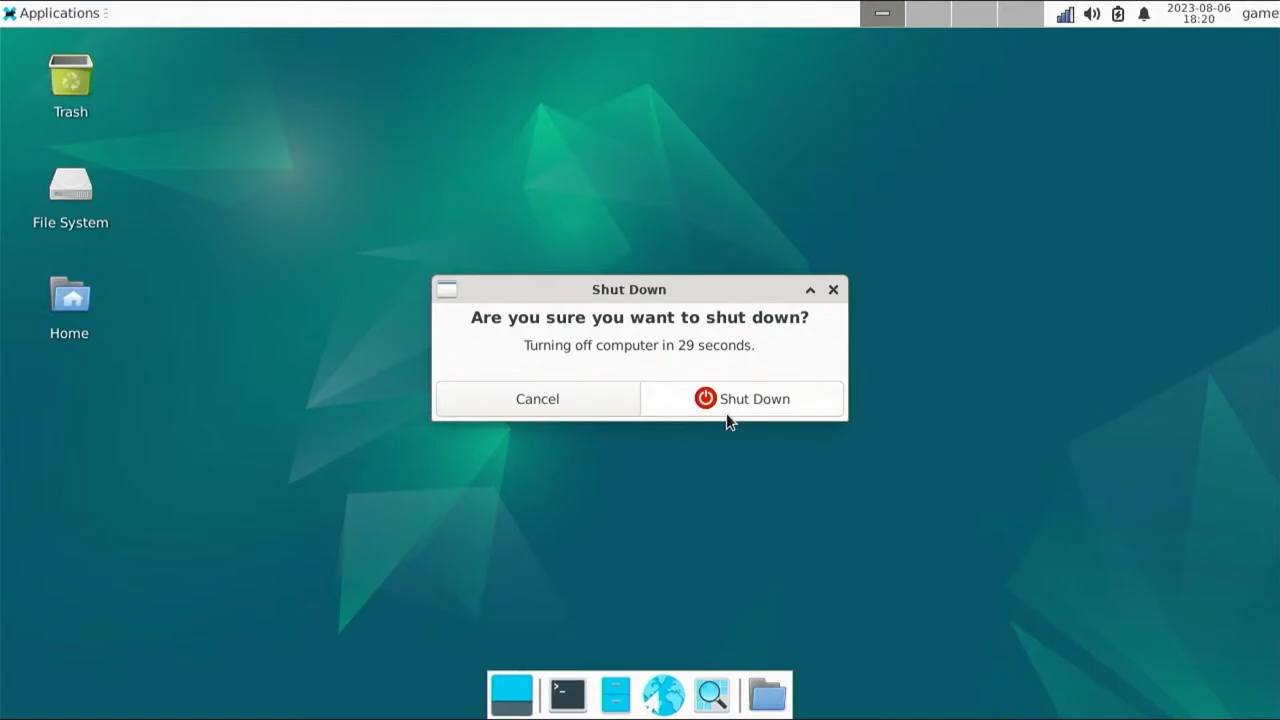 Applications
2023-08-06
18:20
game
Trash
File System
Home
Shut Down
Are you sure you want to shut down?
Turning off computer in 29 seconds.
Cancel
Shut Down
>-